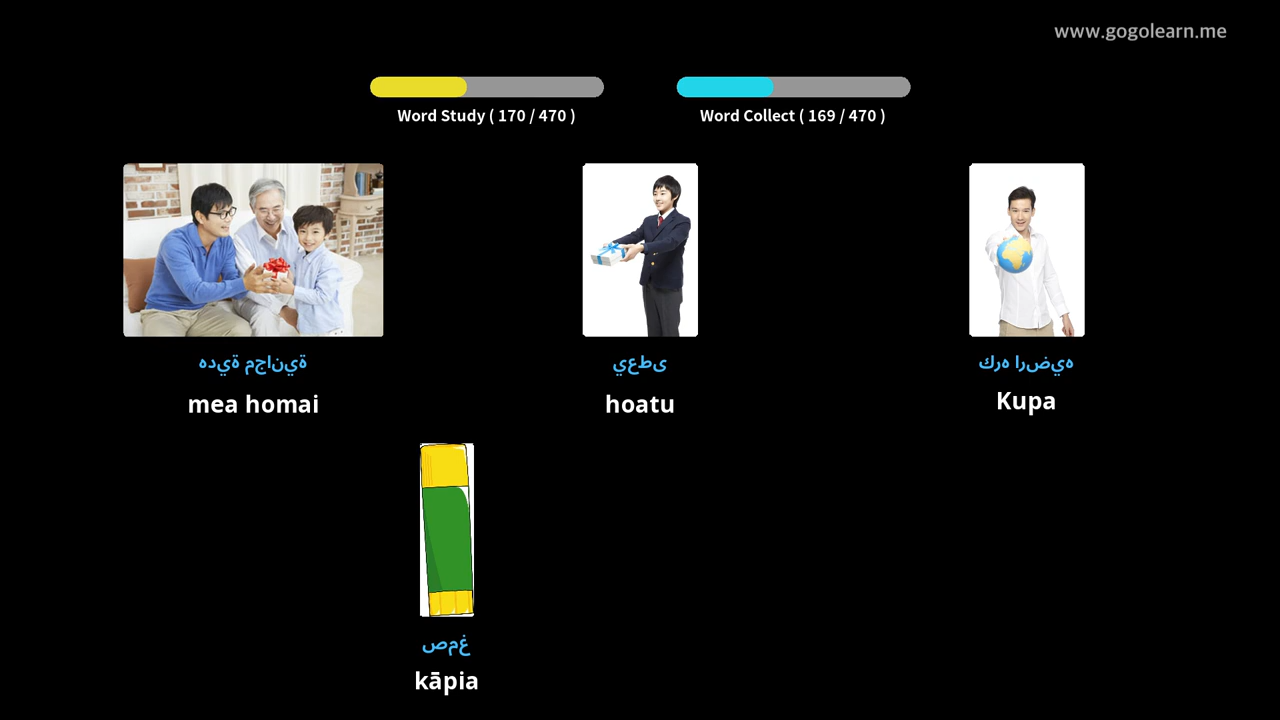 www.gogolearn.me
Word Study ( 170 / 470 )
Word Collect ( 169 / 470 )
هدية مجانية
يعطى
كره ارضيه
mea homai
hoatu
Kupa
صمغ
kāpia